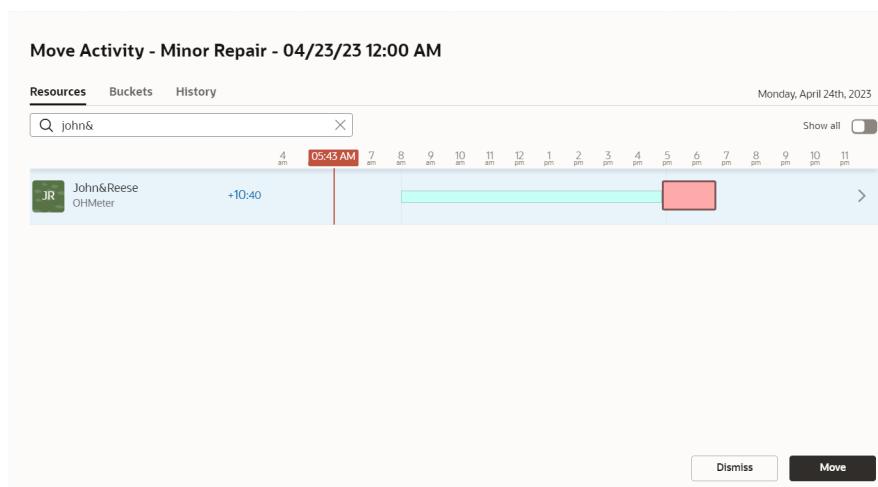 Move Activity - Minor Repair - 04/23/23 12:00 AM
Resources Buckets History
Monday, April 24th, 2023
john&
Show all
4 am 05:43 AM 7 am 8 am 9 am 10 am 11 am 12 pm 1 pm 2 pm 3 pm 4 pm 5 pm 6 pm 7 pm 8 pm 9 pm 10 pm 11 pm
JR John&Reese +10:40
OHMeter
Dismiss Move